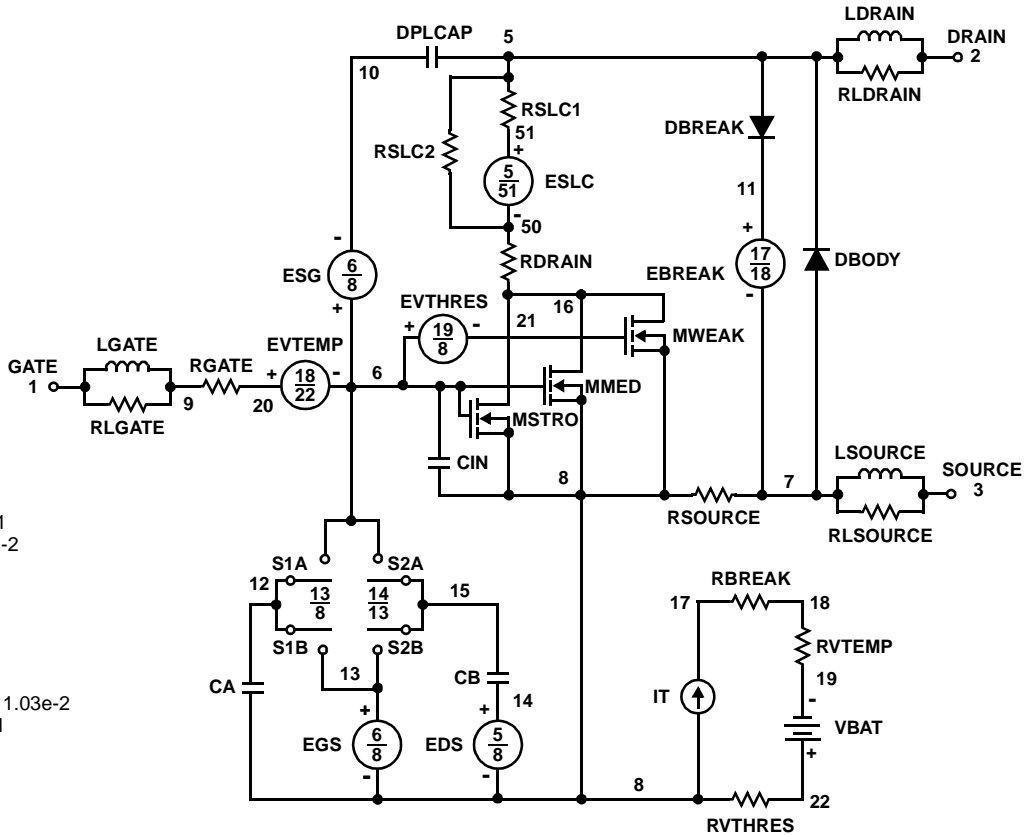 LDRAIN
DPLCAP 5 DRAIN
2
10
RLDRAIN
RSLC1
DBREAK
51
+
RSLC2
5
51
ESLC
11
-
50
-
+
RDRAIN
17
18
DBODY
6
8
EBREAK
ESG
-
EVTHRES
16
+
+
19
8
-
21
MWEAK
LGATE
EVTEMP
GATE
1
RGATE
+
18
22
-
6
MMED
9
20
MSTRO
RLGATE
LSOURCE
CIN
SOURCE
3
8
7
RSOURCE
RLSOURCE
-2
S1A
S2A
12
13
8
14
13
15
RBREAK
17
18
S1B
S2B
RVTEMP
13
CB
19
CA
14
IT
-
1.03e-2
+
+
VBAT
EGS
6
8
EDS
5
8
+
-
-
8
22
RVTHRES